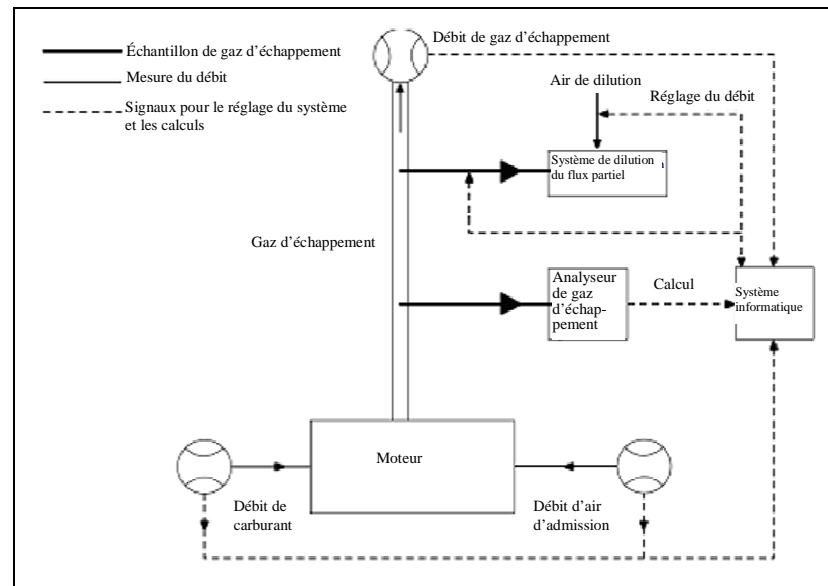 Échantillon de gaz d'échappement
Mesure du débit
Signaux pour le réglage du système
et les calculs
Débit de gaz d'échappement
Air de dilution
Réglage du débit
Système de dilution
du flux partiel
Gaz d'échappement
Analyseur
de gaz
d'échap-
pement
Calcul
Système
informatique
Moteur
Débit de
carburant
Débit d'air
d'admission